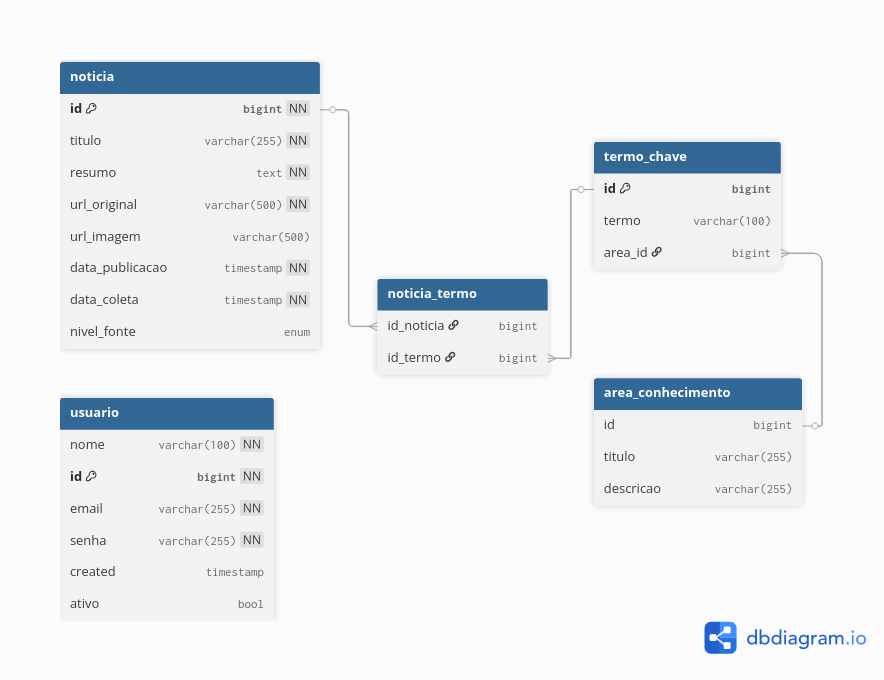 noticia
id bigint NN
titulo varchar(255) NN
resumo text NN
url_original varchar(500) NN
url_imagem varchar(500)
data_publicacao timestamp NN
data_coleta timestamp NN
nivel_fonte enum
termo_chave
id bigint
termo varchar(100)
area_id bigint
noticia_termo
id_noticia bigint
id_termo bigint
usuario
nome varchar(100) NN
id bigint NN
email varchar(255) NN
senha varchar(255) NN
created timestamp
ativo bool
area_conhecimento
id bigint
titulo varchar(255)
descricao varchar(255)
dbdiagram.io